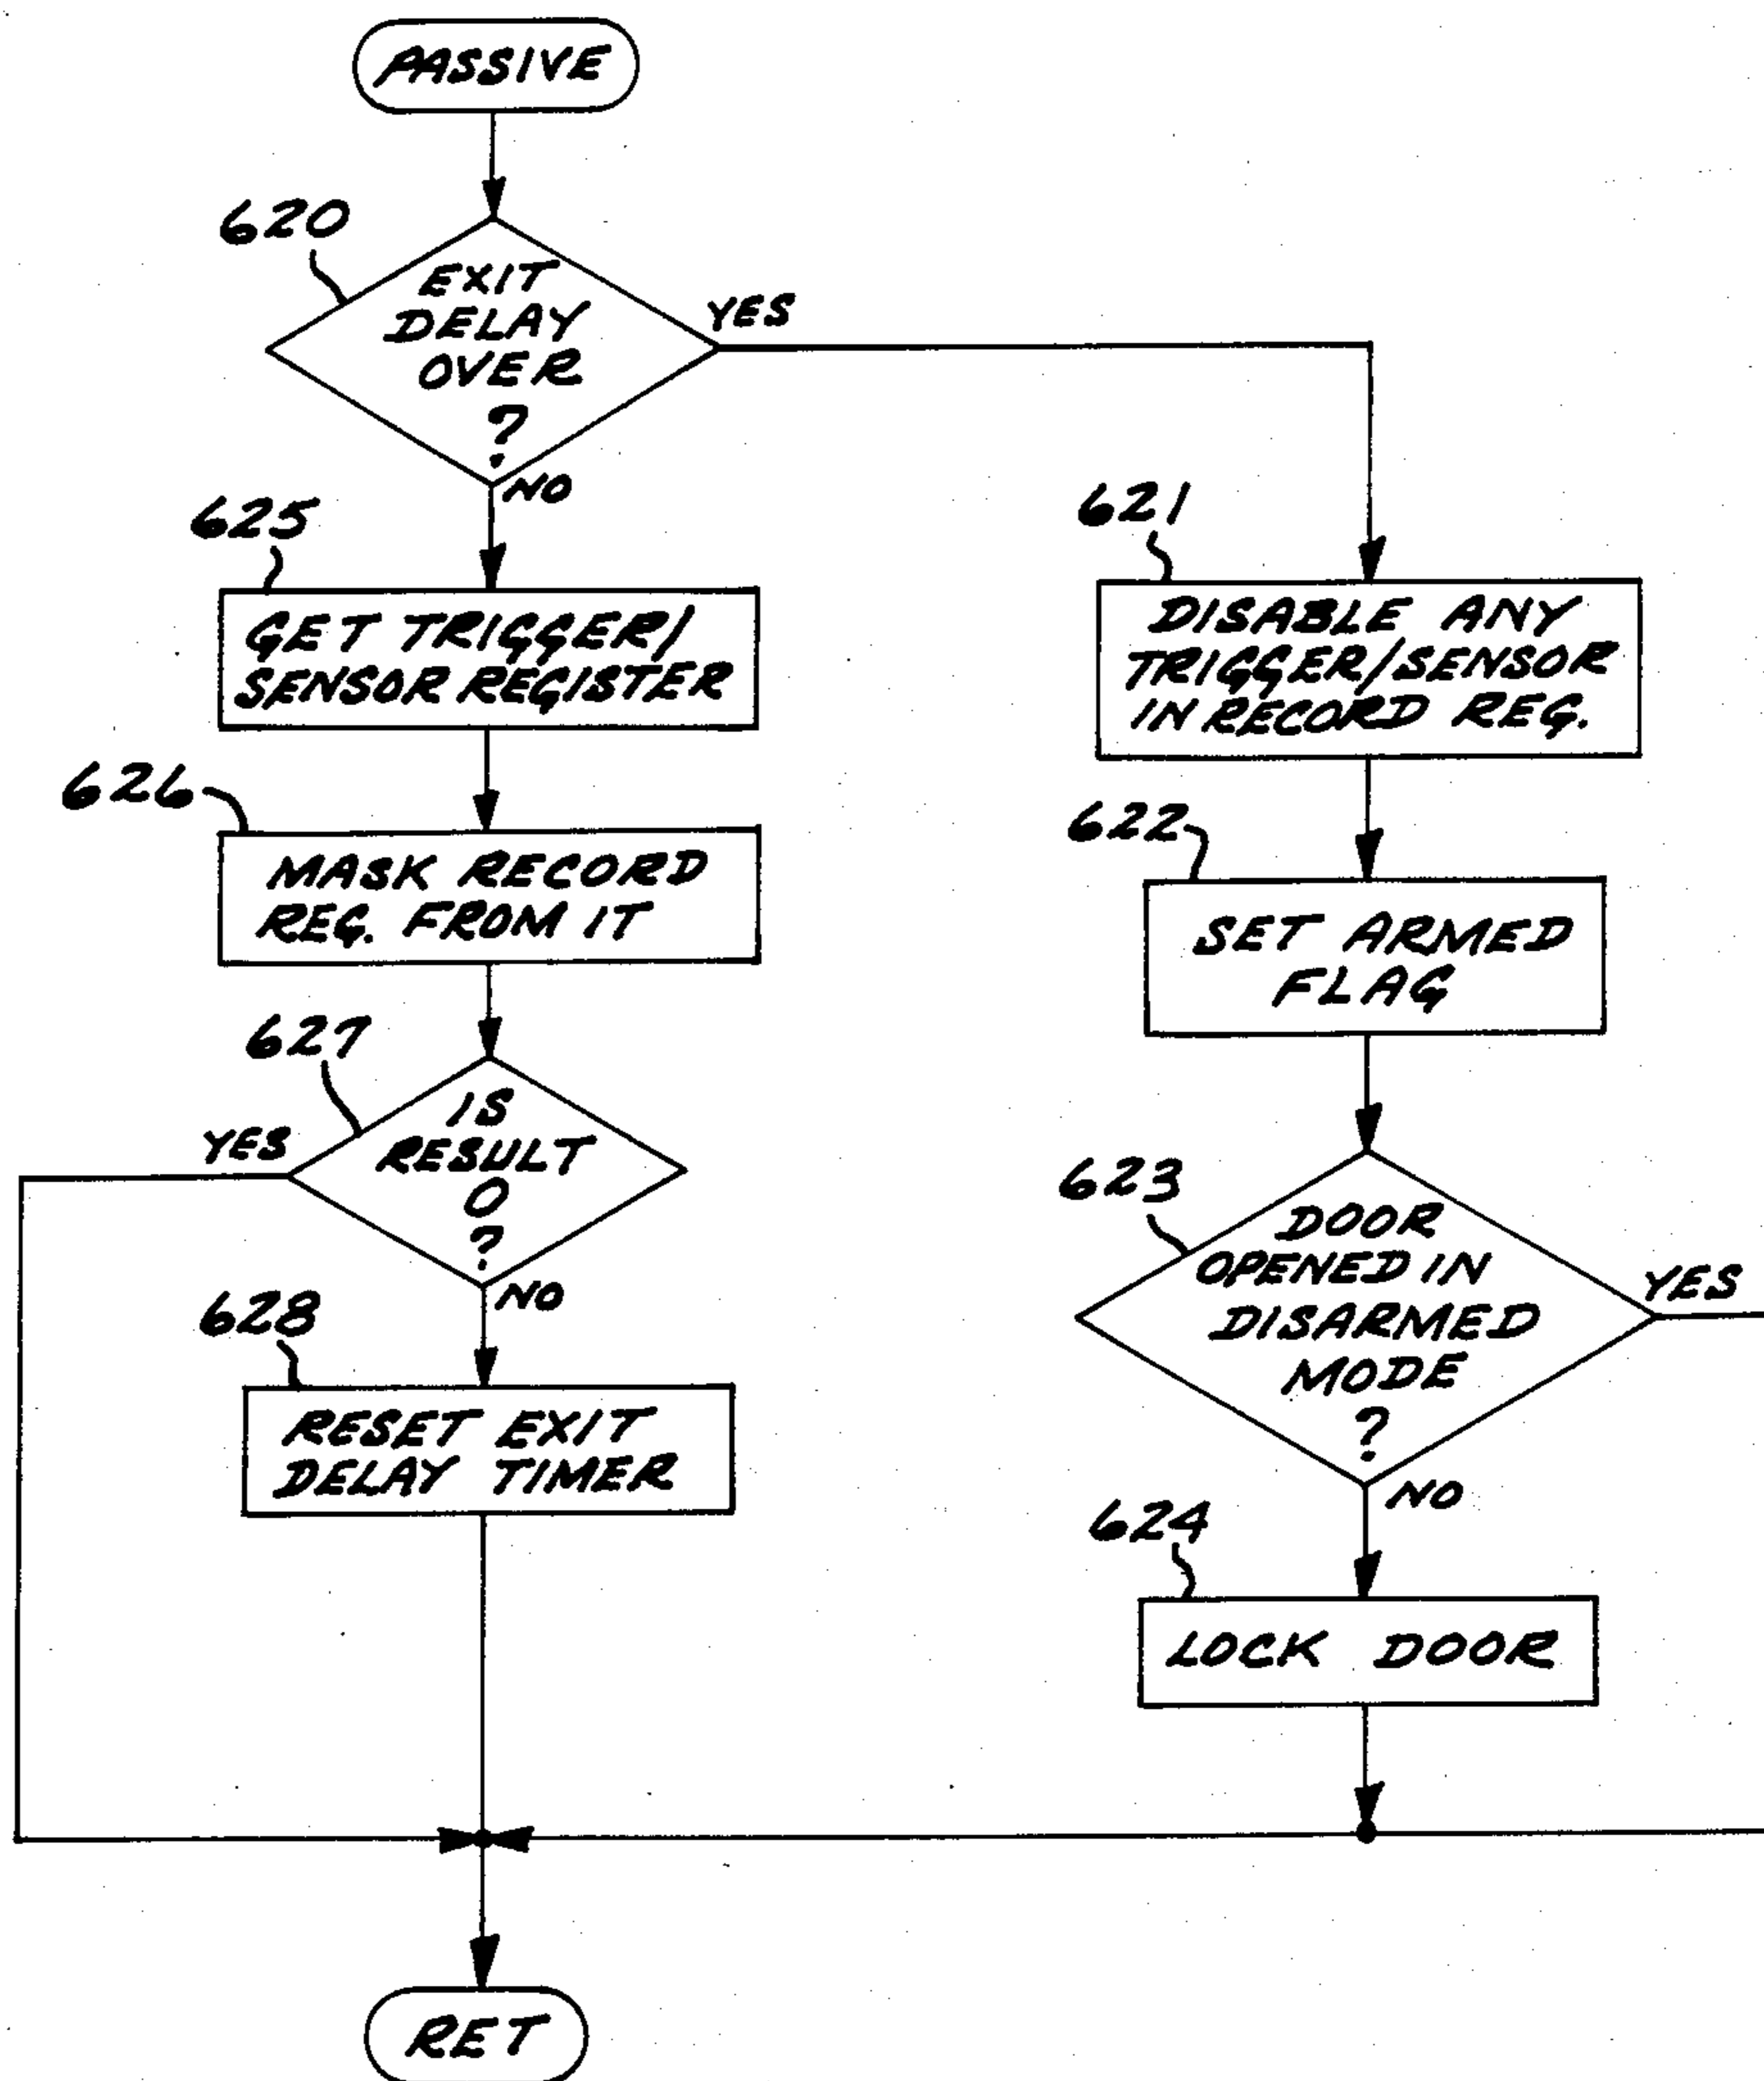 PASSIVE
620
EXIT
DELAY
OVER
?
YES
NO
625
GET TRIGGER/
SENSOR REGISTER
626
MASK RECORD
REG. FROM IT
627
IS
RESULT
0
?
YES
NO
628
RESET EXIT
DELAY TIMER
621
DISABLE ANY
TRIGGER/SENSOR
IN RECORD REG.
622
SET ARMED
FLAG
623
DOOR
OPENED IN
DISARMED
MODE
?
YES
NO
624
LOCK DOOR
RET